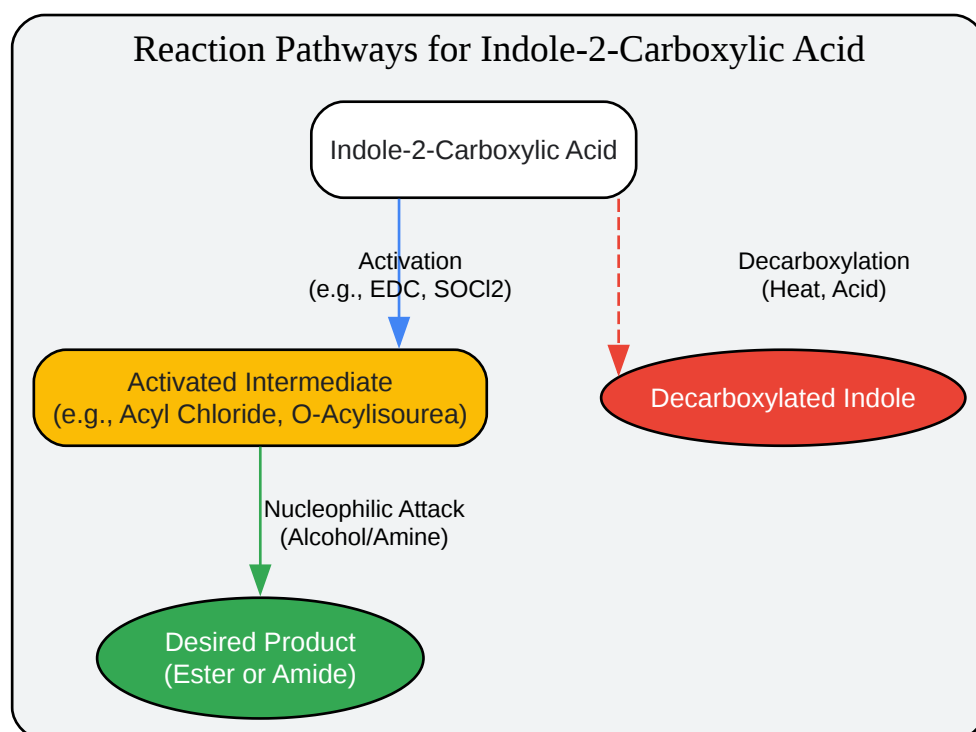 Reaction Pathways for Indole-2-Carboxylic Acid
Indole-2-Carboxylic Acid
Activation
(e.g., EDC, SOCl2)
Decarboxylation
(Heat, Acid)
Activated Intermediate
(e.g., Acyl Chloride, O-Acylisourea)
Decarboxylated Indole
Nucleophilic Attack
(Alcohol/Amine)
Desired Product
(Ester or Amide)